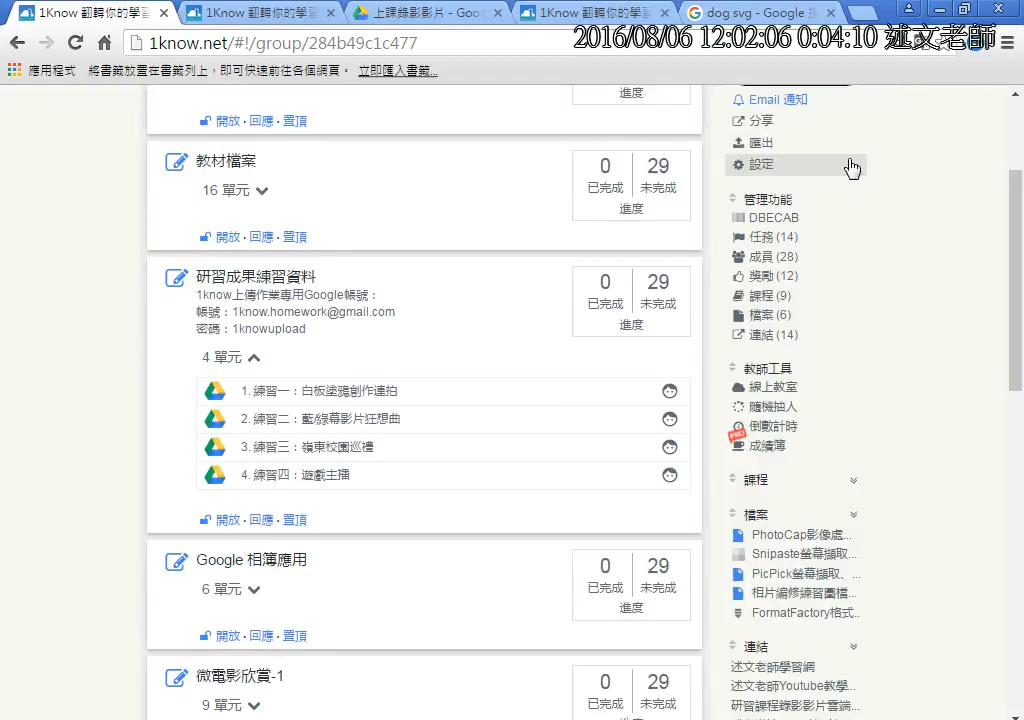 1Know 翻轉你的學習
1Know 翻轉你的學
上課錄影影片 - Goo
1Know 翻轉你的學
dog svg - Google
1know.net/#!/group/284b49c1c477
2016/08/06 12:02:06 0:04:10 述文老師
應用程式 將書籤放置在書籤列上，即可快速前往各個網頁。 立即匯入書籤...
進度
開放 · 回應 · 置頂
教材檔案
16 單元
0 29
已完成 未完成
進度
開放 · 回應 · 置頂
研習成果練習資料
1know上傳作業專用Google帳號：
帳號：1know.homework@gmail.com
密碼：1knowupload
4 單元
0 29
已完成 未完成
進度
1. 練習一：白板塗鴉創作連拍
2. 練習二：藍/綠幕影片狂想曲
3. 練習三：嶺東校園巡禮
4. 練習四：遊戲主播
開放 · 回應 · 置頂
Google 相簿應用
6 單元
0 29
已完成 未完成
進度
開放 · 回應 · 置頂
微電影欣賞-1
9 單元
0 29
已完成 未完成
Email 通知
分享
匯出
設定
管理功能
DBECAB
任務 (14)
成員 (28)
獎勵 (12)
課程 (9)
檔案 (6)
連結 (14)
教師工具
線上教室
隨機抽人
倒數計時
PRO
成績簿
課程
檔案
PhotoCap影像處...
Snipaste螢幕擷取...
PicPick螢幕擷取、...
相片編修練習圖檔...
FormatFactory格式...
連結
述文老師學習網
述文老師Youtube教學...
研習課程錄影影片雲端...